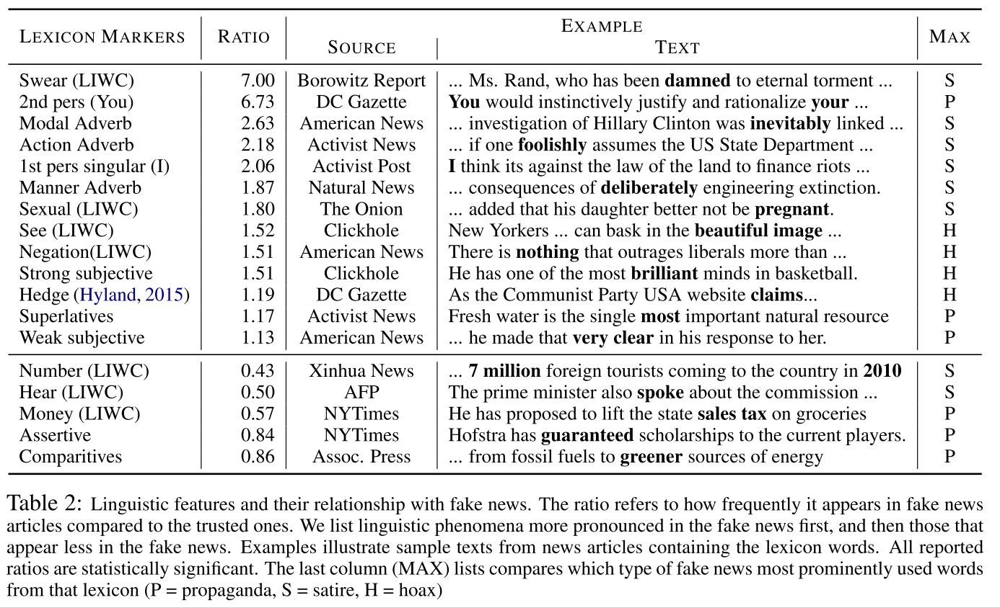 LEXICON MARKERS RATIO EXAMPLE MAX
SOURCE TEXT
Swear (LIWC) 7.00 Borowitz Report ... Ms. Rand, who has been damned to eternal torment ... S
2nd pers (You) 6.73 DC Gazette You would instinctively justify and rationalize your ... P
Modal Adverb 2.63 American News ... investigation of Hillary Clinton was inevitably linked ... S
Action Adverb 2.18 Activist News ... if one foolishly assumes the US State Department ... S
1st pers singular (I) 2.06 Activist Post I think its against the law of the land to finance riots ... S
Manner Adverb 1.87 Natural News ... consequences of deliberately engineering extinction. S
Sexual (LIWC) 1.80 The Onion ... added that his daughter better not be pregnant. S
See (LIWC) 1.52 Clickhole New Yorkers ... can bask in the beautiful image ... H
Negation(LIWC) 1.51 American News There is nothing that outrages liberals more than ... H
Strong subjective 1.51 Clickhole He has one of the most brilliant minds in basketball. H
Hedge (Hyland, 2015) 1.19 DC Gazette As the Communist Party USA website claims... H
Superlatives 1.17 Activist News Fresh water is the single most important natural resource P
Weak subjective 1.13 American News ... he made that very clear in his response to her. P
Number (LIWC) 0.43 Xinhua News ... 7 million foreign tourists coming to the country in 2010 S
Hear (LIWC) 0.50 AFP The prime minister also spoke about the commission ... S
Money (LIWC) 0.57 NYTimes He has proposed to lift the state sales tax on groceries P
Assertive 0.84 NYTimes Hofstra has guaranteed scholarships to the current players. P
Comparitives 0.86 Assoc. Press ... from fossil fuels to greener sources of energy P
Table 2: Linguistic features and their relationship with fake news. The ratio refers to how frequently it appears in fake news
articles compared to the trusted ones. We list linguistic phenomena more pronounced in the fake news first, and then those that
appear less in the fake news. Examples illustrate sample texts from news articles containing the lexicon words. All reported
ratios are statistically significant. The last column (MAX) lists compares which type of fake news most prominently used words
from that lexicon (P = propaganda, S = satire, H = hoax)